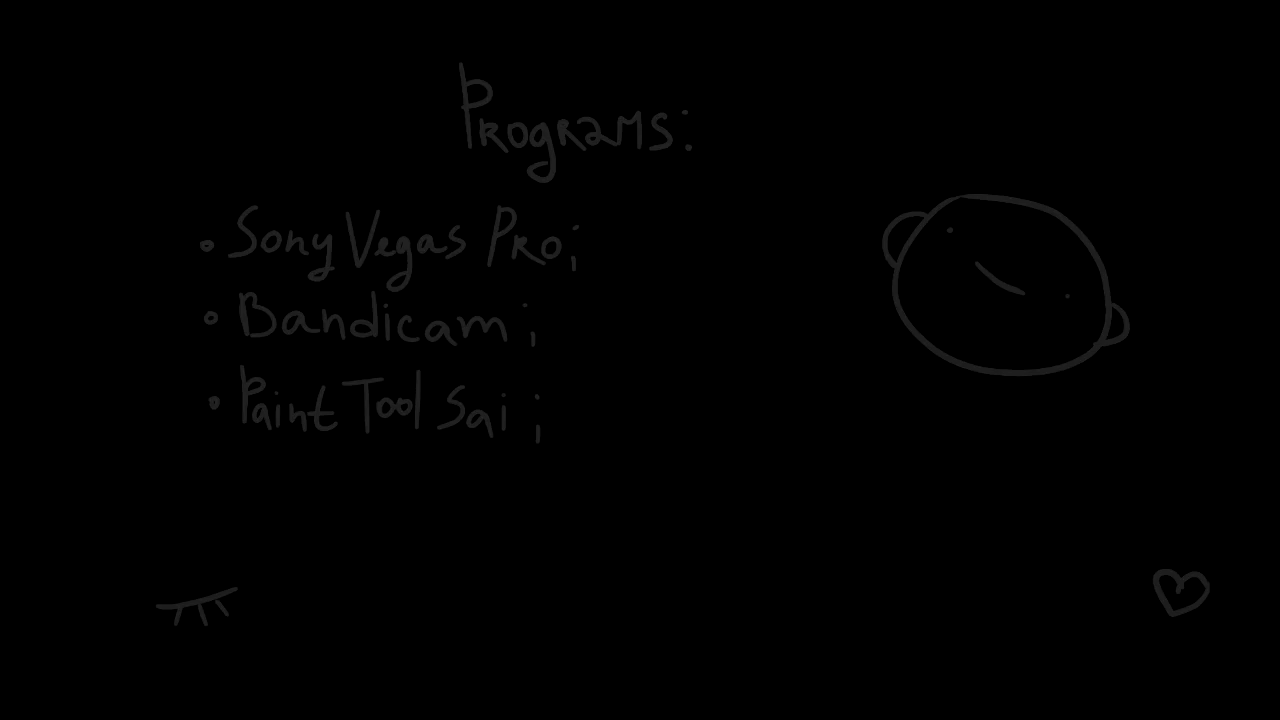 Programs:
• Sony Vegas Pro;
• Bandicam;
• Paint Tool Sai;